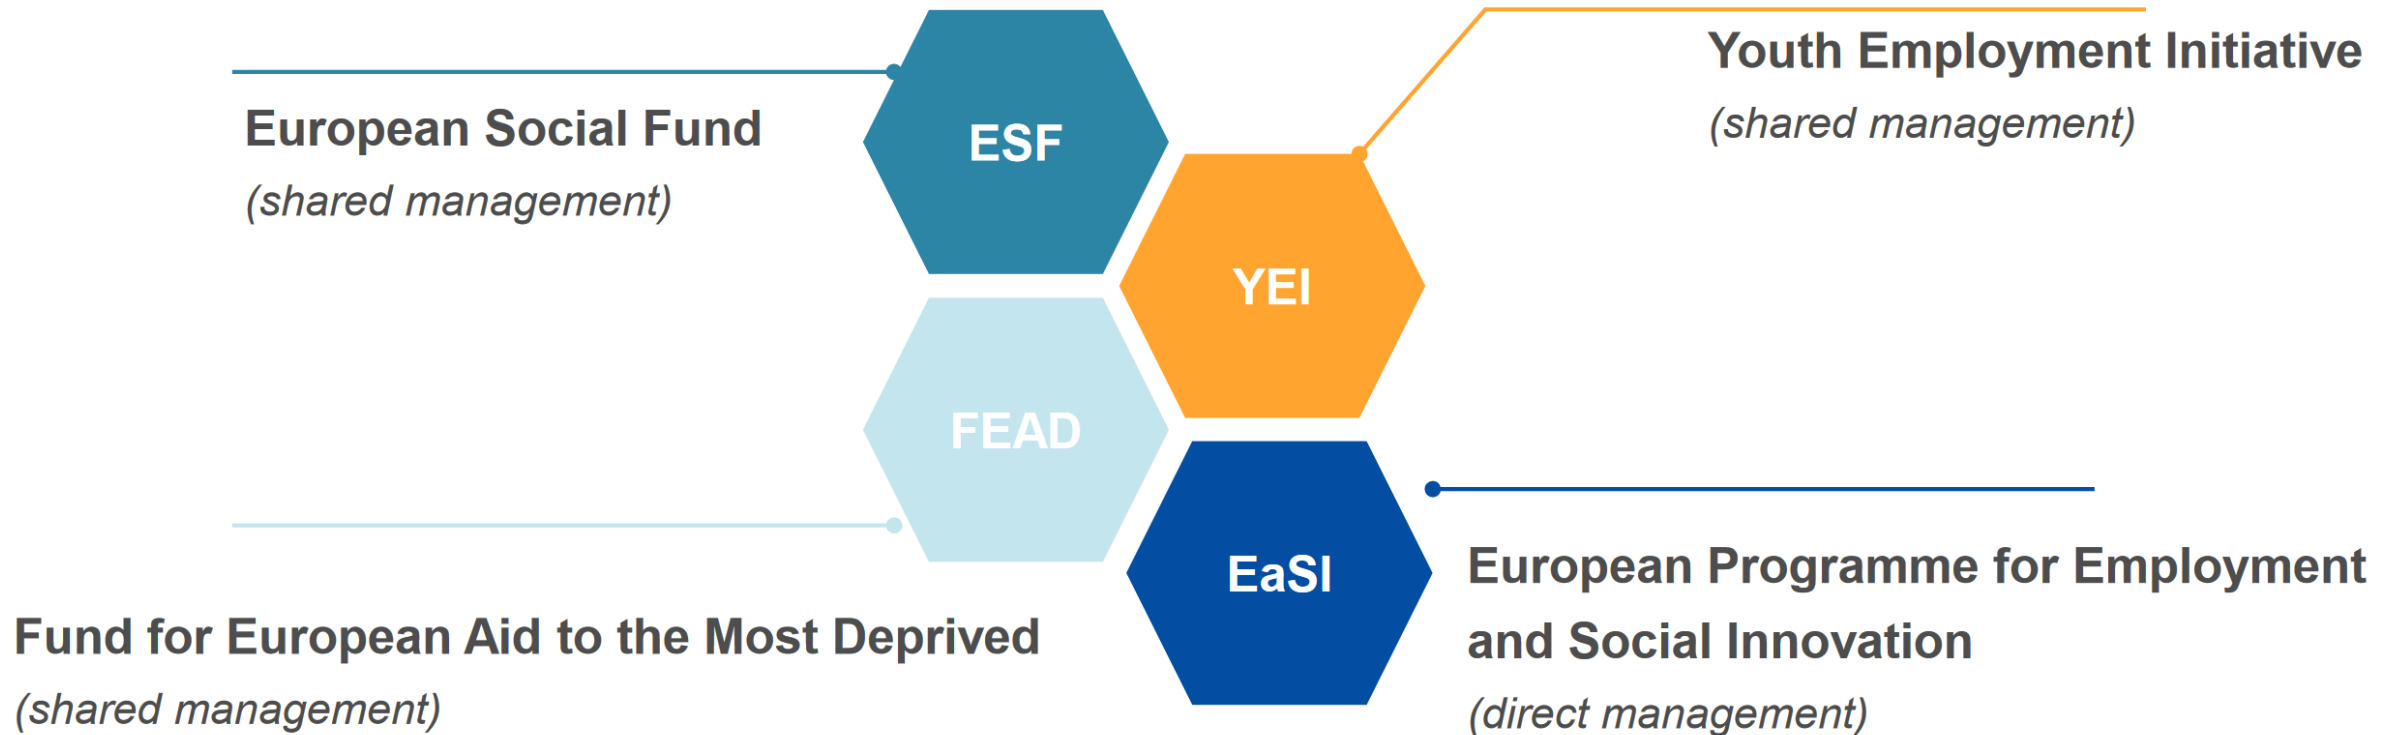 European Social Fund
(shared management)
ESF
Youth Employment Initiative
(shared management)
YEI
FEAD
Fund for European Aid to the Most Deprived
(shared management)
EaSI
European Programme for Employment
and Social Innovation
(direct management)